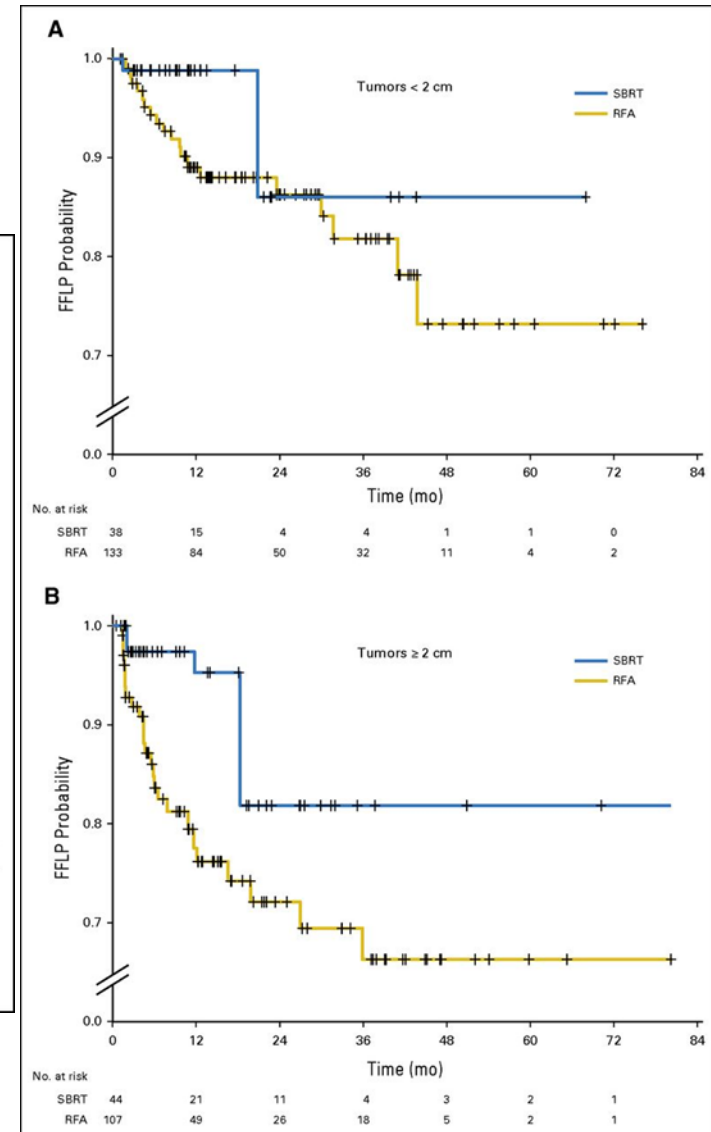 A
Tumors < 2 cm
SBRT
RFA
FFLP Probability
1.0
0.9
0.8
0.7
0.0
0 12 24 36 48 60 72 84
Time (mo)
No. at risk
SBRT 38 15 4 4 1 1 0
RFA 133 84 50 32 11 4 2
B
Tumors ≥ 2 cm
SBRT
RFA
FFLP Probability
1.0
0.9
0.8
0.7
0.0
0 12 24 36 48 60 72 84
Time (mo)
No. at risk
SBRT 44 21 11 4 3 2 1
RFA 107 49 26 18 5 2 1